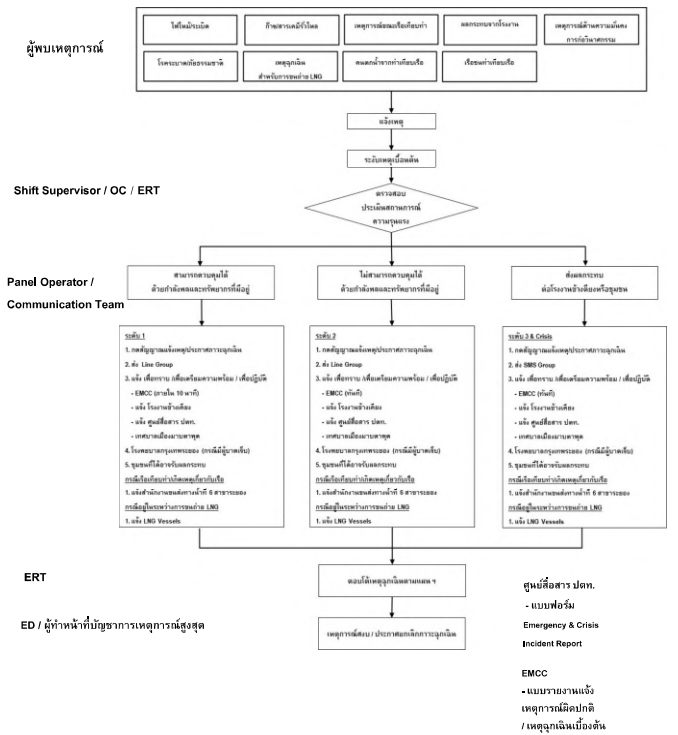 ผู้พบเหตุการณ์
ไฟไหม้/ระเบิด
ก๊าซ/สารเคมีรั่วไหล
เหตุการณ์ขณะเรือเทียบท่า
ผลกระทบจากโรงงาน
เหตุการณ์ด้านความมั่นคง
การก่อวินาศกรรม
โรคระบาด/ภัยธรรมชาติ
เหตุฉุกเฉิน
สำหรับการขนถ่าย LNG
คนตกน้ำจากท่าเทียบเรือ
เรือชนท่าเทียบเรือ
แจ้งเหตุ
ระงับเหตุเบื้องต้น
Shift Supervisor / OC / ERT
ตรวจสอบ
ประเมินสถานการณ์
ความรุนแรง
Panel Operator /
Communication Team
สามารถควบคุมได้
ด้วยกำลังพลและทรัพยากรที่มีอยู่
ไม่สามารถควบคุมได้
ด้วยกำลังพลและทรัพยากรที่มีอยู่
ส่งผลกระทบ
ต่อโรงงานข้างเคียงหรือชุมชน
ระดับ 1
1. กดสัญญาณแจ้งเหตุ/ประกาศภาวะฉุกเฉิน
2. ส่ง Line Group
3. แจ้ง เพื่อทราบ /เพื่อเตรียมความพร้อม / เพื่อปฏิบัติ
- EMCC (ภายใน 10 นาที)
- แจ้ง โรงงานข้างเคียง
- แจ้ง ศูนย์สื่อสาร ปตท.
- เทศบาลเมืองมาบตาพุด
4. โรงพยาบาลกรุงเทพระยอง (กรณีมีผู้บาดเจ็บ)
5. ชุมชนที่ได้อาจรับผลกระทบ
กรณีเรือเทียบท่า/เกิดเหตุเกี่ยวกับเรือ
1. แจ้งสำนักงานขนส่งทางน้ำที่ 6 สาขาระยอง
กรณีอยู่ในระหว่างการขนถ่าย LNG
1. แจ้ง LNG Vessels
ระดับ 2
1. กดสัญญาณแจ้งเหตุ/ประกาศภาวะฉุกเฉิน
2. ส่ง Line Group
3. แจ้ง เพื่อทราบ /เพื่อเตรียมความพร้อม / เพื่อปฏิบัติ
- EMCC (ทันที)
- แจ้ง โรงงานข้างเคียง
- แจ้ง ศูนย์สื่อสาร ปตท.
- เทศบาลเมืองมาบตาพุด
4. โรงพยาบาลกรุงเทพระยอง (กรณีมีผู้บาดเจ็บ)
5. ชุมชนที่ได้อาจรับผลกระทบ
กรณีเรือเทียบท่า/เกิดเหตุเกี่ยวกับเรือ
1. แจ้งสำนักงานขนส่งทางน้ำที่ 6 สาขาระยอง
กรณีอยู่ในระหว่างการขนถ่าย LNG
1. แจ้ง LNG Vessels
ระดับ 3 & Crisis
1. กดสัญญาณแจ้งเหตุ/ประกาศภาวะฉุกเฉิน
2. ส่ง SMS Group
3. แจ้ง เพื่อทราบ /เพื่อเตรียมความพร้อม / เพื่อปฏิบัติ
- EMCC (ทันที)
- แจ้ง โรงงานข้างเคียง
- แจ้ง ศูนย์สื่อสาร ปตท.
- เทศบาลเมืองมาบตาพุด
4. โรงพยาบาลกรุงเทพระยอง (กรณีมีผู้บาดเจ็บ)
5. ชุมชนที่ได้อาจรับผลกระทบ
กรณีเรือเทียบท่า/เกิดเหตุเกี่ยวกับเรือ
1. แจ้งสำนักงานขนส่งทางน้ำที่ 6 สาขาระยอง
กรณีอยู่ในระหว่างการขนถ่าย LNG
1. แจ้ง LNG Vessels
ERT
ตอบโต้เหตุฉุกเฉินตามแผน ฯ
ED / ผู้ทำหน้าที่บัญชาการเหตุการณ์สูงสุด
เหตุการณ์สงบ / ประกาศยกเลิกภาวะฉุกเฉิน
ศูนย์สื่อสาร ปตท.
- แบบฟอร์ม
Emergency & Crisis
Incident Report
EMCC
- แบบรายงานแจ้ง
เหตุการณ์ผิดปกติ
/ เหตุฉุกเฉินเบื้องต้น